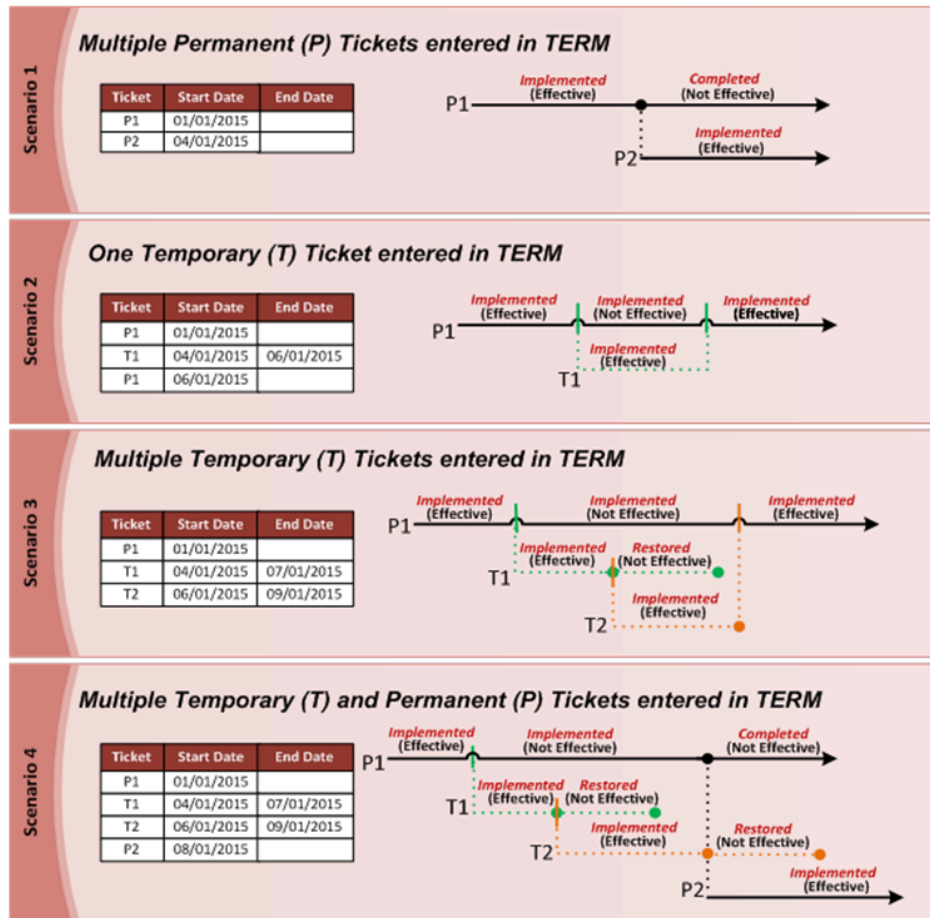 Scenario 1
Multiple Permanent (P) Tickets entered in TERM
Ticket Start Date End Date
P1 01/01/2015
P2 04/01/2015
Implemented Completed
(Effective) (Not Effective)
P1
Implemented
(Effective)
P2
Scenario 2
One Temporary (T) Ticket entered in TERM
Ticket Start Date End Date
P1 01/01/2015
T1 04/01/2015 06/01/2015
P1 06/01/2015
Implemented Implemented Implemented
(Effective) (Not Effective) (Effective)
P1
Implemented
(Effective)
T1
Scenario 3
Multiple Temporary (T) Tickets entered in TERM
Ticket Start Date End Date
P1 01/01/2015
T1 04/01/2015 07/01/2015
T2 06/01/2015 09/01/2015
Implemented Implemented Implemented
(Effective) (Not Effective) (Effective)
P1
Implemented Restored
(Effective) (Not Effective)
T1
Implemented
(Effective)
T2
Scenario 4
Multiple Temporary (T) and Permanent (P) Tickets entered in TERM
Ticket Start Date End Date
P1 01/01/2015
T1 04/01/2015 07/01/2015
T2 06/01/2015 09/01/2015
P2 08/01/2015
Implemented Implemented Completed
(Effective) (Not Effective) (Not Effective)
P1
Implemented Restored
(Effective) (Not Effective)
T1
Implemented Restored
(Effective) (Not Effective)
T2
Implemented
(Effective)
P2